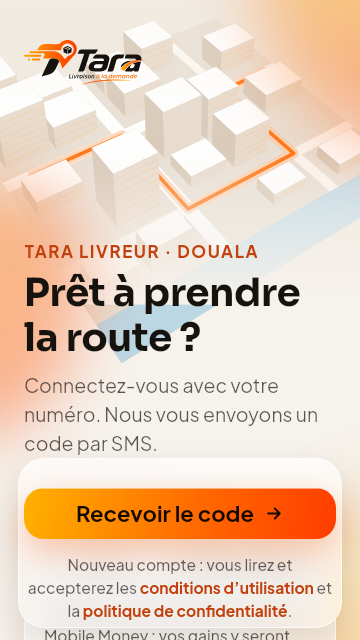 Tara
Livraison à la demande
TARA LIVREUR · DOUALA
Prêt à prendre
la route ?
Connectez-vous avec votre
numéro. Nous vous envoyons un
code par SMS.
Recevoir le code →
Nouveau compte : vous lirez et
accepterez les conditions d’utilisation et
la politique de confidentialité.
Mobile Money : vos gains y seront